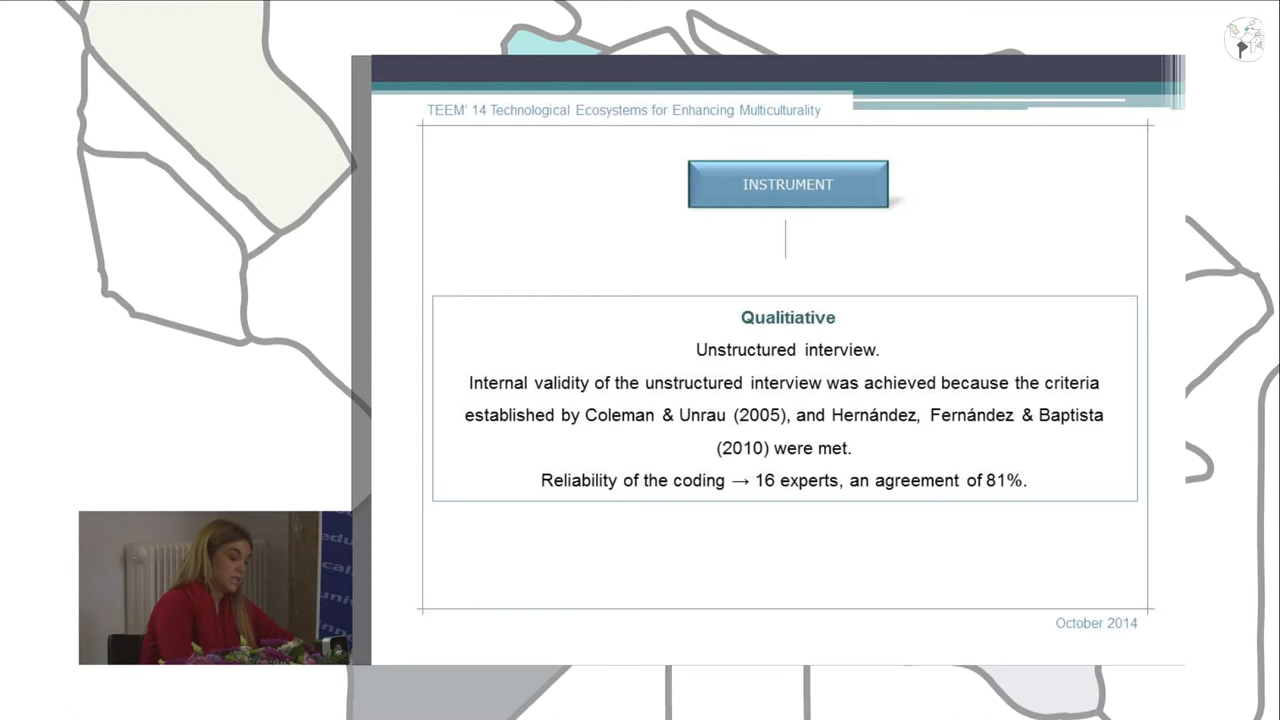 TEEM' 14 Technological Ecosystems for Enhancing Multiculturality
INSTRUMENT
Qualitiative
Unstructured interview.
Internal validity of the unstructured interview was achieved because the criteria
established by Coleman & Unrau (2005), and Hernández, Fernández & Baptista
(2010) were met.
Reliability of the coding → 16 experts, an agreement of 81%.
October 2014